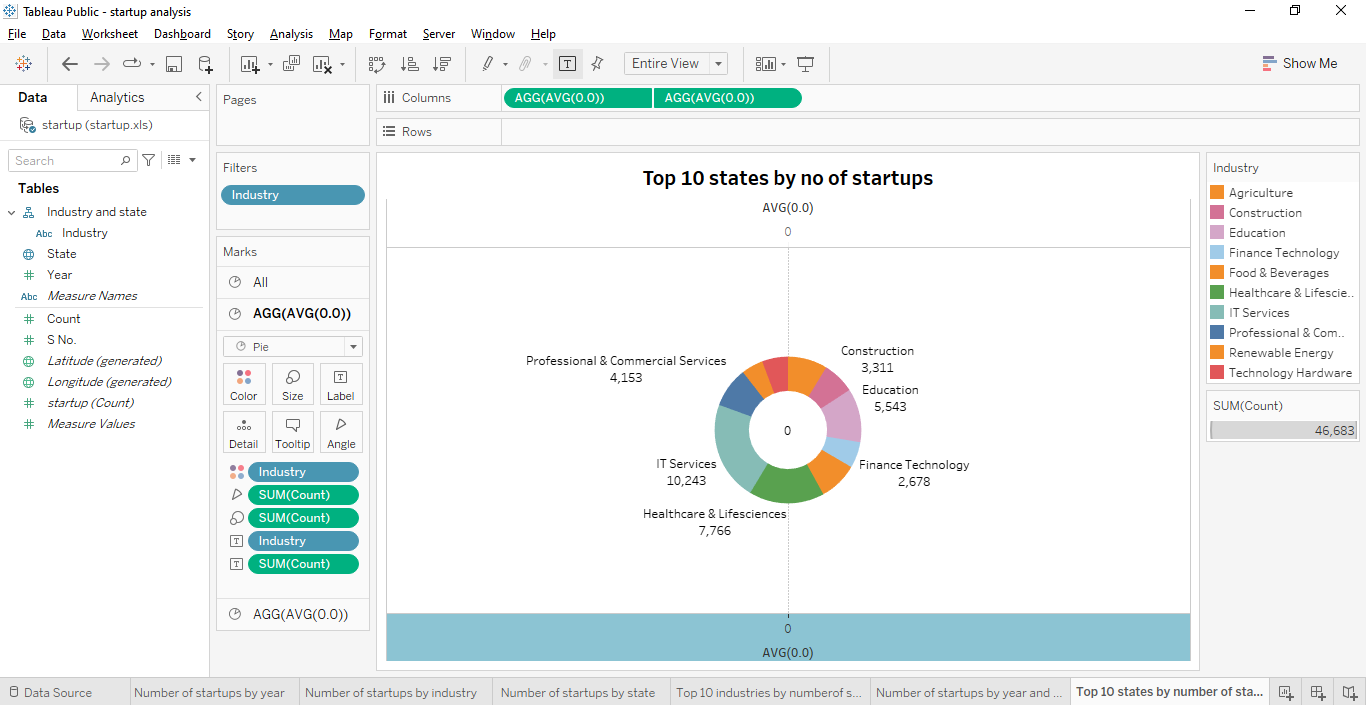 Tableau Public - startup analysis
File Data Worksheet Dashboard Story Analysis Map Format Server Window Help
Entire View
Show Me
Data Analytics
startup (startup.xls)
Search
Tables
Industry and state
Abc Industry
State
Year
Abc Measure Names
Count
S No.
Latitude (generated)
Longitude (generated)
startup (Count)
Measure Values
Pages
Filters
Industry
Marks
All
AGG(AVG(0.0))
Pie
Color Size Label
Detail Tooltip Angle
Industry
SUM(Count)
SUM(Count)
Industry
SUM(Count)
AGG(AVG(0.0))
Columns AGG(AVG(0.0)) AGG(AVG(0.0))
Rows
Top 10 states by no of startups
AVG(0.0)
0
Construction
3,311
Professional & Commercial Services
4,153
Education
5,543
0
IT Services
10,243
Finance Technology
2,678
Healthcare & Lifesciences
7,766
0
AVG(0.0)
Industry
Agriculture
Construction
Education
Finance Technology
Food & Beverages
Healthcare & Lifescie..
IT Services
Professional & Com..
Renewable Energy
Technology Hardware
SUM(Count)
46,683
Data Source Number of startups by year Number of startups by industry Number of startups by state Top 10 industries by numberof s... Number of startups by year and ... Top 10 states by number of sta...